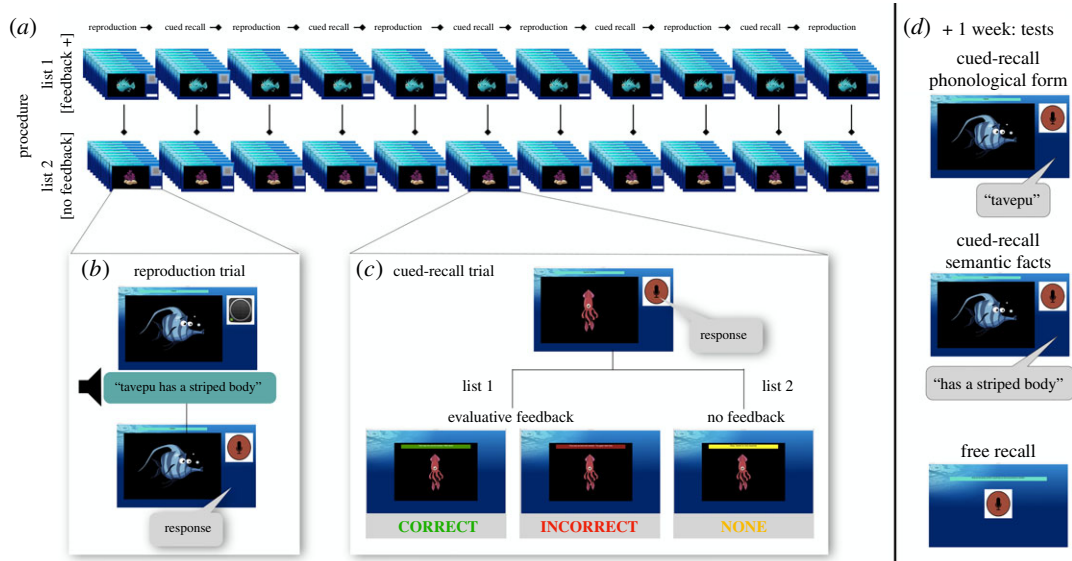 (a)
reproduction cued recall reproduction cued recall reproduction cued recall reproduction cued recall reproduction
procedure
list 1
[feedback +]
list 2
[no feedback]
(b)
reproduction trial
“tavepu has a striped body”
response
(c) cued-recall trial
response
list 1
list 2
evaluative feedback
no feedback
CORRECT
INCORRECT
NONE
(d) + 1 week: tests
cued-recall
phonological form
“tavepu”
cued-recall
semantic facts
“has a striped body”
free recall